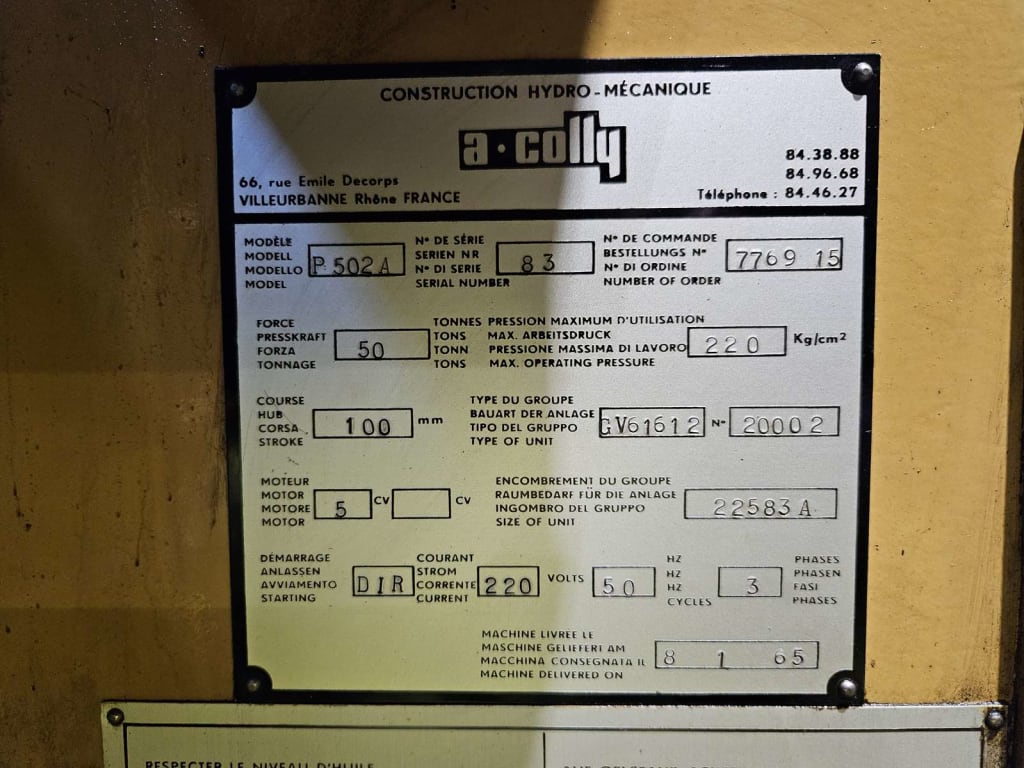 CONSTRUCTION HYDRO-MÉCANIQUE
a·colly
84.38.88
84.96.68
66, rue Emile Decorps
VILLEURBANNE Rhône FRANCE
Téléphone : 84.46.27
MODÈLE
MODELL
MODELLO
MODEL
P 502 A
N° DE SÉRIE
SERIEN NR
N° DI SERIE
SERIAL NUMBER
83
N° DE COMMANDE
BESTELLUNGS N°
N° DI ORDINE
NUMBER OF ORDER
7769 15
FORCE
PRESSKRAFT
FORZA
TONNAGE
50
TONNES
TONS
TONN
TONS
PRESSION MAXIMUM D'UTILISATION
MAX. ARBEITSDRUCK
PRESSIONE MASSIMA DI LAVORO
MAX. OPERATING PRESSURE
220
Kg/cm²
COURSE
HUB
CORSA
STROKE
100
mm
TYPE DU GROUPE
BAUART DER ANLAGE
TIPO DEL GRUPPO
TYPE OF UNIT
GV61612
N°
20002
MOTEUR
MOTOR
MOTORE
MOTOR
5
CV
CV
ENCOMBREMENT DU GROUPE
RAUMBEDARF FÜR DIE ANLAGE
INGOMBRO DEL GRUPPO
SIZE OF UNIT
22583 A
DÉMARRAGE
ANLASSEN
AVVIAMENTO
STARTING
DIR
COURANT
STROM
CORRENTE
CURRENT
220
VOLTS
50
HZ
HZ
HZ
CYCLES
3
PHASES
PHASEN
FASI
PHASES
MACHINE LIVRÉE LE
MASCHINE GELIEFERT AM
MACCHINA CONSEGNATA IL
MACHINE DELIVERED ON
8 1 65
RESPECTER LE NIVEAU D'HUILE